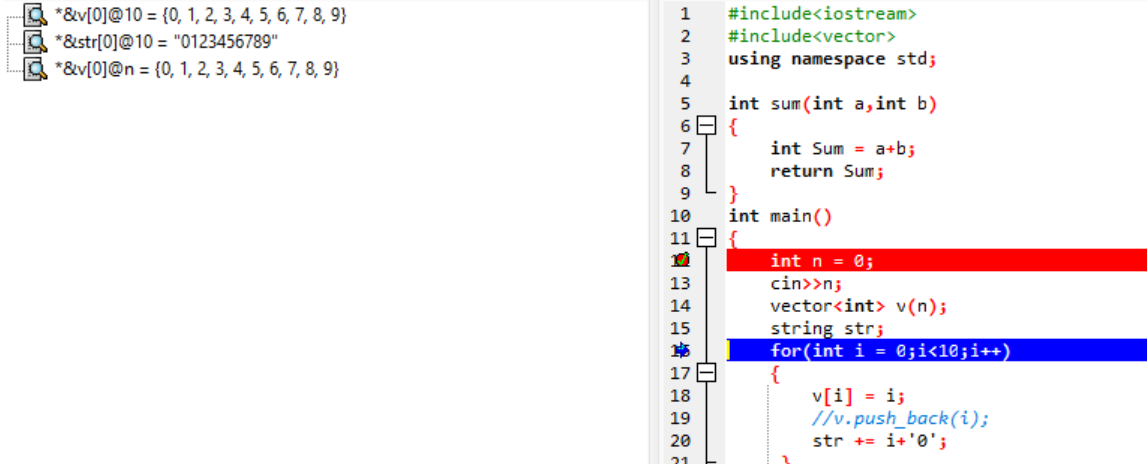 *&v[0]@10 = {0, 1, 2, 3, 4, 5, 6, 7, 8, 9}
*&str[0]@10 = "0123456789"
*&v[0]@n = {0, 1, 2, 3, 4, 5, 6, 7, 8, 9}
1 #include<iostream>
2 #include<vector>
3 using namespace std;
4
5 int sum(int a,int b)
6 {
7 int Sum = a+b;
8 return Sum;
9 }
10 int main()
11 {
int n = 0;
13 cin>>n;
14 vector<int> v(n);
15 string str;
for(int i = 0;i<10;i++)
17 {
18 v[i] = i;
19 //v.push_back(i);
20 str += i+'0';
21 }